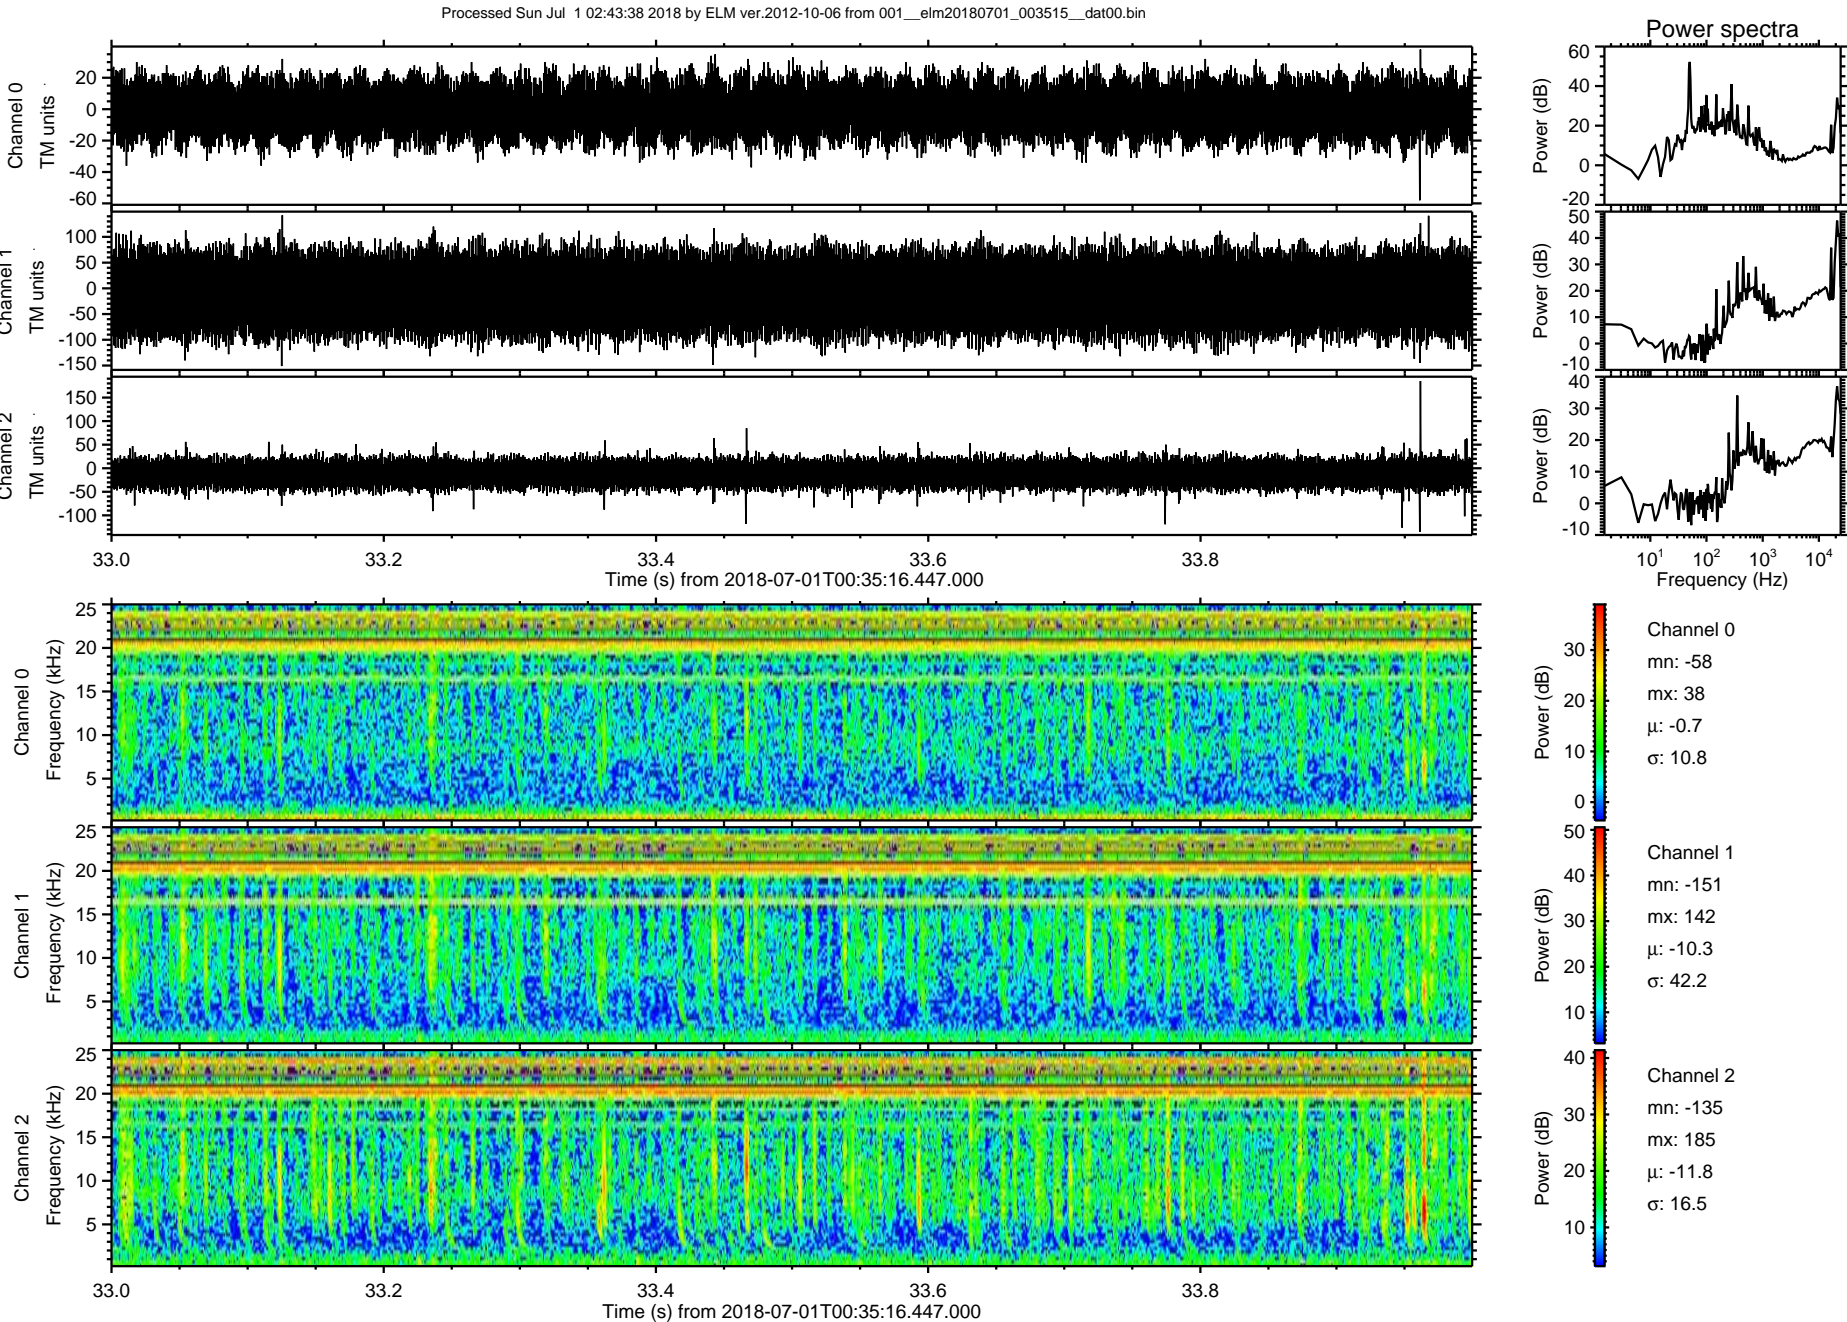 Processed Sun Jul  1 02:43:38 2018 by ELM ver.2012-10-06 from 001__elm20180701_003515__dat00.bin
Power spectra
Channel 0
TM units
20
0
-20
-40
-60
Power (dB)
60
40
20
0
-20
Channel 1
TM units
100
50
0
-50
-100
-150
Power (dB)
50
40
30
20
10
0
-10
Channel 2
TM units
150
100
50
0
-50
-100
Power (dB)
40
30
20
10
0
-10
33.0 33.2 33.4 33.6 33.8
Time (s) from 2018-07-01T00:35:16.447.000
10^1 10^2 10^3 10^4
Frequency (Hz)
Channel 0
Frequency (kHz)
25
20
15
10
5
Power (dB)
30
20
10
0
Channel 0
mn: -58
mx: 38
μ: -0.7
σ: 10.8
Channel 1
Frequency (kHz)
25
20
15
10
5
Power (dB)
50
40
30
20
10
Channel 1
mn: -151
mx: 142
μ: -10.3
σ: 42.2
Channel 2
Frequency (kHz)
25
20
15
10
5
Power (dB)
40
30
20
10
Channel 2
mn: -135
mx: 185
μ: -11.8
σ: 16.5
33.0 33.2 33.4 33.6 33.8
Time (s) from 2018-07-01T00:35:16.447.000